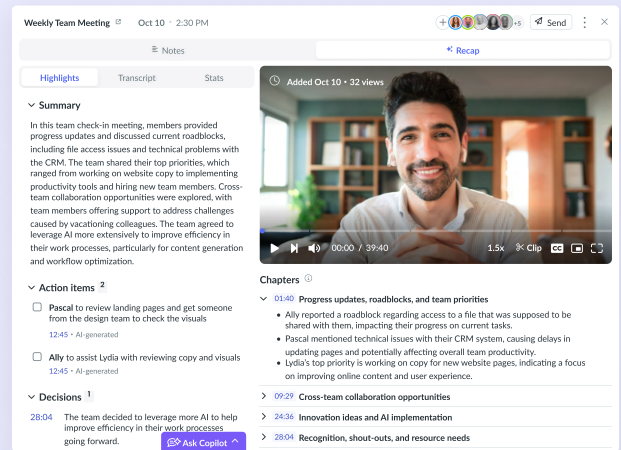 Weekly Team Meeting
Oct 10 • 2:30 PM
+5
Send
Notes
Recap
Highlights
Transcript
Stats
Summary
In this team check-in meeting, members provided
progress updates and discussed current roadblocks,
including file access issues and technical problems with
the CRM. The team shared their top priorities, which
ranged from working on website copy to implementing
productivity tools and hiring new team members. Cross-
team collaboration opportunities were explored, with
team members offering support to address challenges
caused by vacationing colleagues. The team agreed to
leverage AI more extensively to improve efficiency in
their work processes, particularly for content generation
and workflow optimization.
Action items 2
Pascal to review landing pages and get someone
from the design team to check the visuals
12:45 • AI-generated
Ally to assist Lydia with reviewing copy and visuals
12:45 • AI-generated
Decisions 1
28:04 The team decided to leverage more AI to help
improve efficiency in their work processes
going forward.
Ask Copilot
Added Oct 10 • 32 views
00:00 / 39:40
1.5x
Clip
CC
Chapters
01:40 Progress updates, roadblocks, and team priorities
• Ally reported a roadblock regarding access to a file that was supposed to be
shared with them, impacting their progress on current tasks.
• Pascal mentioned technical issues with their CRM system, causing delays in
updating pages and potentially affecting overall team productivity.
• Lydia's top priority is working on copy for new website pages, indicating a focus
on improving online content and user experience.
09:29 Cross-team collaboration opportunities
24:36 Innovation ideas and AI implementation
28:04 Recognition, shout-outs, and resource needs